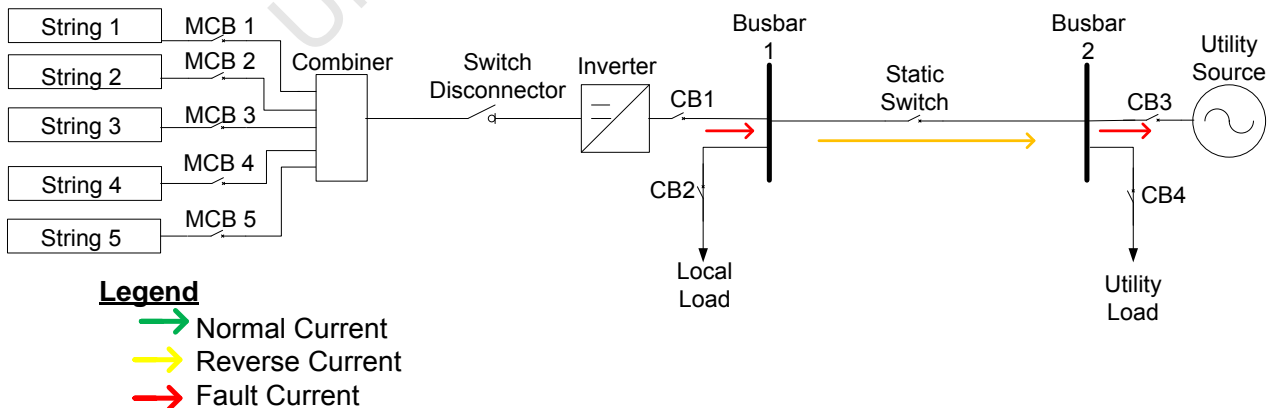 String 1
MCB 1
String 2
MCB 2
String 3
MCB 3
String 4
MCB 4
String 5
MCB 5
Combiner
Switch
Disconnector
Inverter
CB1
CB2
Local
Load
Busbar
1
Static
Switch
Busbar
2
CB3
Utility
Source
CB4
Utility
Load
Legend
Normal Current
Reverse Current
Fault Current